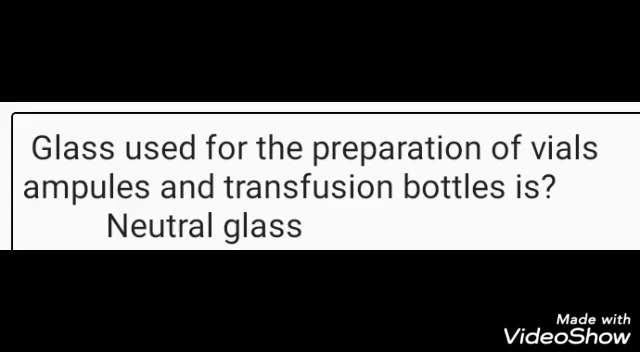 Glass used for the preparation of vials
ampules and transfusion bottles is?
Neutral glass
Made with
VideoShow